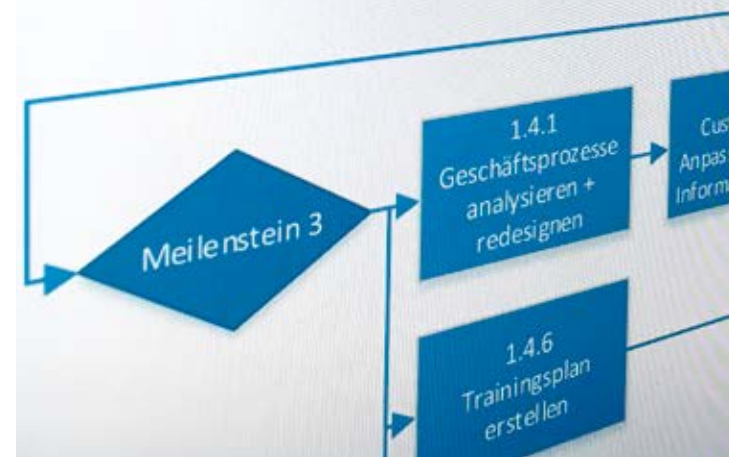 Meilenstein 3
1.4.1
Geschäftsprozesse
analysieren +
redesignen
1.4.6
Trainingsplan
erstellen